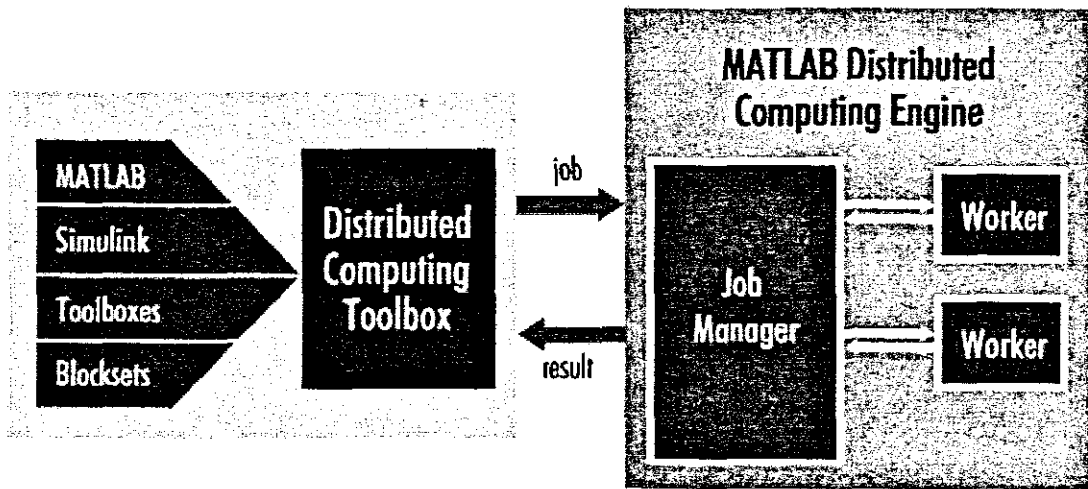 MATLAB
Simulink
Toolboxes
Blocksets
Distributed
Computing
Toolbox
job
result
MATLAB Distributed
Computing Engine
Job
Manager
Worker
Worker